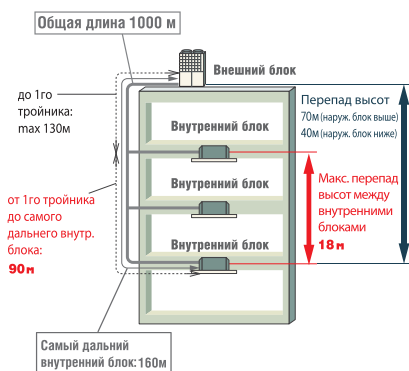 Общая длина 1000 м
Внешний блок
до 1го
тройника:
max 130м
Перепад высот
70м (наруж. блок выше)
40м (наруж. блок ниже)
Внутренний блок
Внутренний блок
Внутренний блок
от 1го тройника
до самого
дальнего внутр.
блока:
90м
Макс. перепад
высот между
внутренними
блоками
18м
Самый дальний
внутренний блок: 160м